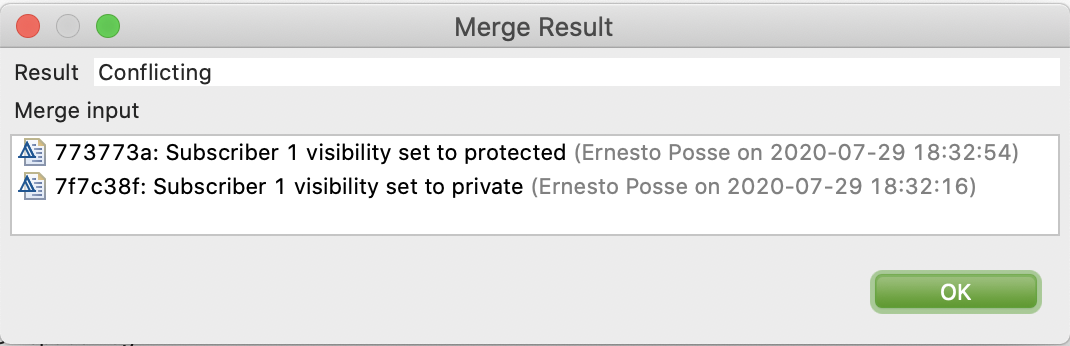 Merge Result
Result Conflicting
Merge input
773773a: Subscriber 1 visibility set to protected (Ernesto Posse on 2020-07-29 18:32:54)
7f7c38f: Subscriber 1 visibility set to private (Ernesto Posse on 2020-07-29 18:32:16)
OK